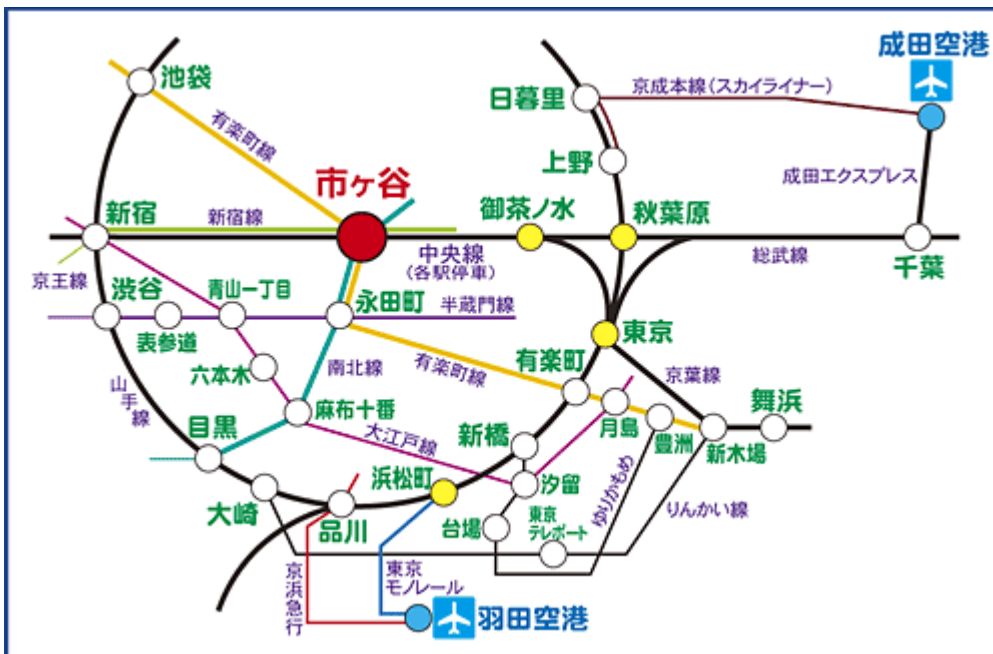 成田空港
池袋
日暮里
京成本線(スカイライナー)
有楽町線
上野
市ヶ谷
成田エクスプレス
新宿
新宿線
御茶ノ水
秋葉原
中央線
(各駅停車)
総武線
千葉
京王線
渋谷
青山一丁目
永田町
半蔵門線
表参道
東京
六本木
南北線
有楽町線
有楽町
京葉線
山手線
麻布十番
舞浜
目黒
大江戸線
新橋
月島
豊洲
新木場
浜松町
汐留
ゆりかもめ
りんかい線
大崎
品川
台場
東京
テレポート
京浜急行
東京
モノレール
羽田空港